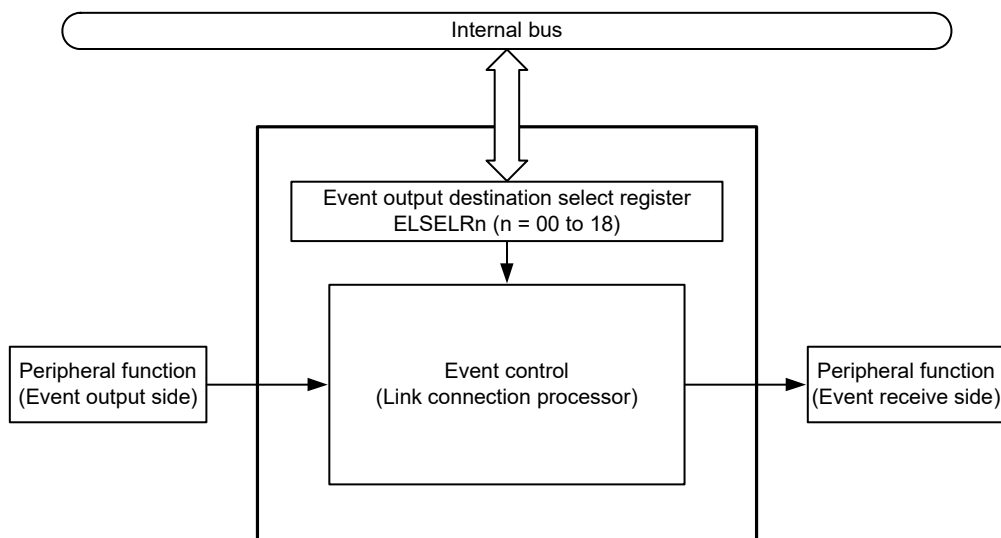 Internal bus
Event output destination select register
ELSELRn (n = 00 to 18)
Event control
(Link connection processor)
Peripheral function
(Event output side)
Peripheral function
(Event receive side)